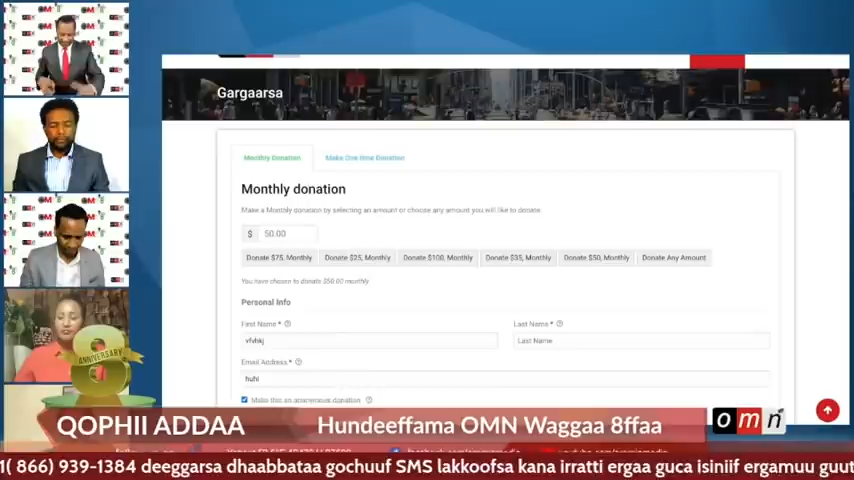 Gargaarsa
Monthly Donation
Make One-time Donation
Monthly donation
Make a Monthly donation by selecting an amount or choose any amount you will like to donate
$ 50.00
Donate $75, Monthly
Donate $25, Monthly
Donate $100, Monthly
Donate $35, Monthly
Donate $50, Monthly
Donate Any Amount
You have chosen to donate $50.00 monthly
Personal Info
First Name *
Last Name *
vfvhkj
Last Name
Email Address *
huhi
Make this an anonymous donation
8
ANNIVERSARY
QOPHII ADDAA
Hundeeffama OMN Waggaa 8ffaa
omn
1( 866) 939-1384 deeggarsa dhaabbataa gochuuf SMS lakkoofsa kana irratti ergaa guca isiniif ergamuu guut